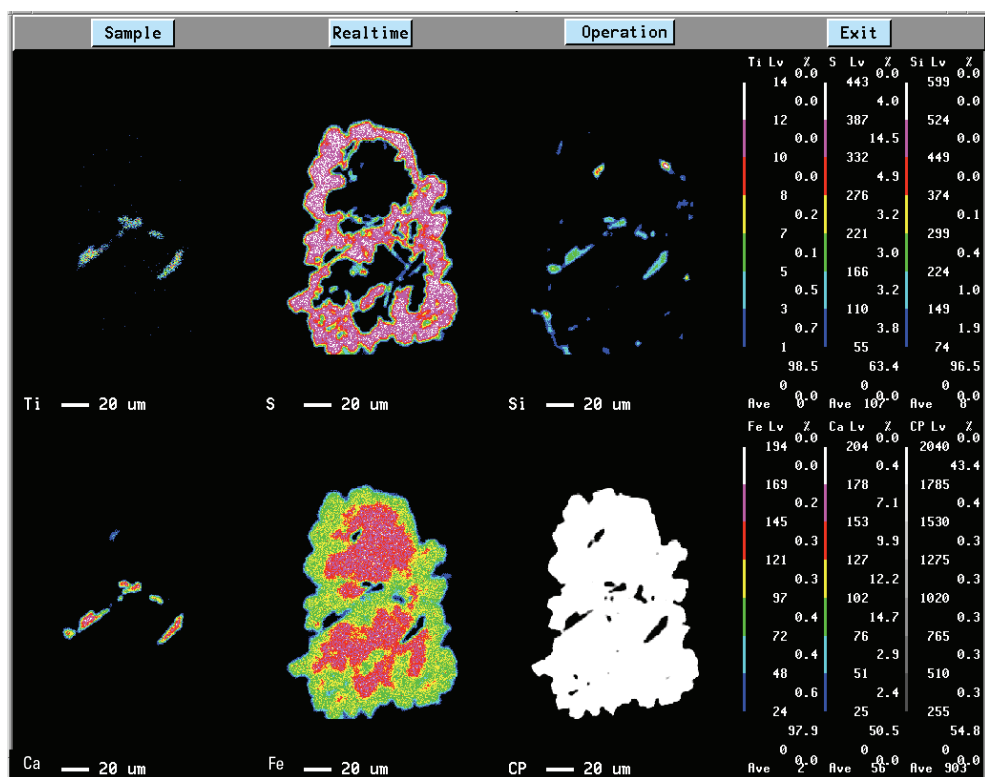 Sample Realtime Operation Exit
Ti Lv % S Lv % Si Lv %
0.0 0.0 0.0
14 443 599
0.0 4.0 0.0
12 387 524
0.0 14.5 0.0
10 332 449
0.0 4.9 0.0
8 276 374
0.2 3.2 0.1
7 221 299
0.1 3.0 0.4
5 166 224
0.5 3.2 1.0
3 110 149
0.7 3.8 1.9
1 55 74
98.5 63.4 96.5
0 0 0
0.0 0.0 0.0
Ave 0 Ave 107 Ave 8
Ti 20 um S 20 um Si 20 um
Fe Lv % Ca Lv % CP Lv %
0.0 0.0 0.0
194 204 2040
0.0 0.4 43.4
169 178 1785
0.2 7.1 0.4
145 153 1530
0.3 9.9 0.3
121 127 1275
0.3 12.2 0.3
97 102 1020
0.4 14.7 0.3
72 76 765
0.4 2.9 0.3
48 51 510
0.6 2.4 0.3
24 25 255
97.9 50.5 54.8
0 0 0
0.0 0.0 0.0
Ave 2 Ave 56 Ave 903
Ca 20 um Fe 20 um CP 20 um